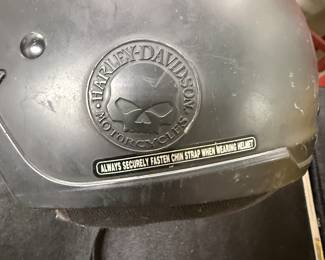 HARLEY-DAVIDSON
MOTORCYCLES
ALWAYS SECURELY FASTEN CHIN STRAP WHEN WEARING HELMET